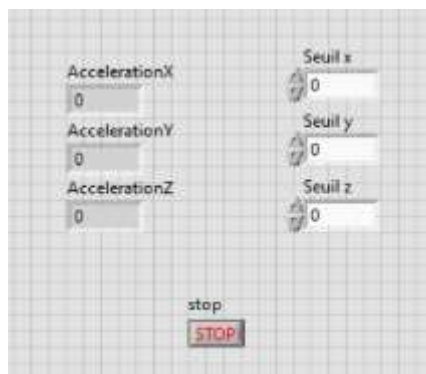 AccelerationX
0
AccelerationY
0
AccelerationZ
0
Seuil x
0
Seuil y
0
Seuil z
0
stop
STOP